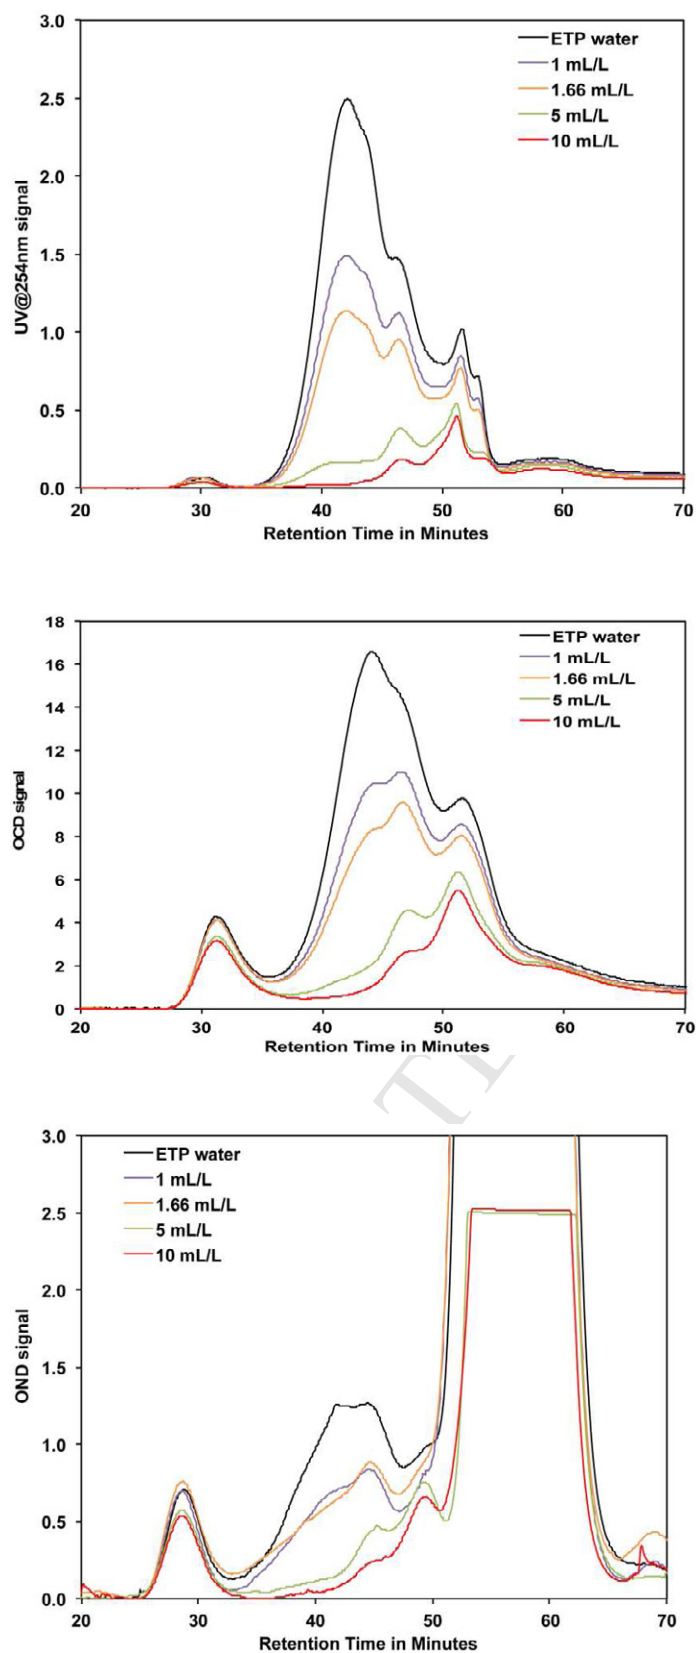 3.0
2.5
2.0
1.5
1.0
0.5
0.0
UV@254nm signal
ETP water
1 mL/L
1.66 mL/L
5 mL/L
10 mL/L
20 30 40 50 60 70
Retention Time in Minutes
18
16
14
12
10
8
6
4
2
0
OCD signal
ETP water
1 mL/L
1.66 mL/L
5 mL/L
10 mL/L
20 30 40 50 60 70
Retention Time in Minutes
3.0
2.5
2.0
1.5
1.0
0.5
0.0
OND signal
ETP water
1 mL/L
1.66 mL/L
5 mL/L
10 mL/L
20 30 40 50 60 70
Retention Time in Minutes